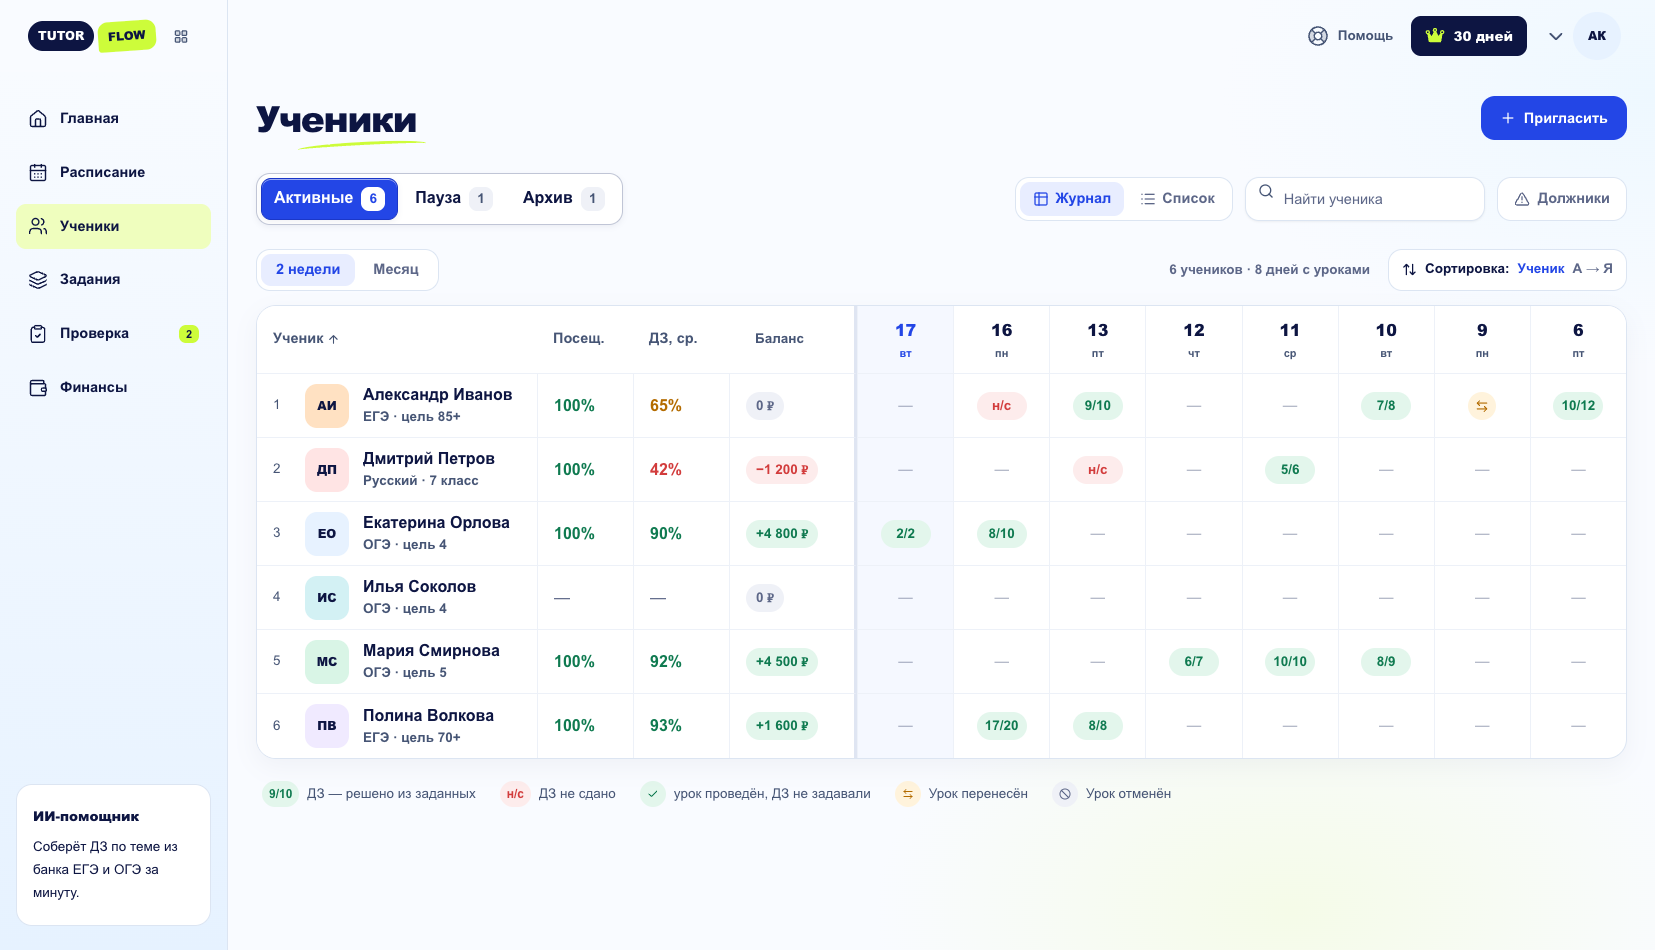 TUTOR FLOW
Помощь
30 дней
АК
Главная
Расписание
Ученики
Задания
Проверка 2
Финансы
ИИ-помощник
Соберёт ДЗ по теме из
банка ЕГЭ и ОГЭ за
минуту.
Ученики
+ Пригласить
Активные 6 Пауза 1 Архив 1
Журнал Список
Найти ученика
Должники
2 недели Месяц
6 учеников · 8 дней с уроками
Сортировка: Ученик А → Я
Ученик ↑ Посещ. ДЗ, ср. Баланс 17 16 13 12 11 10 9 6
вт пн пт чт ср вт пн пт
1 АИ Александр Иванов 100% 65% 0 ₽ — н/с 9/10 — — 7/8 10/12
ЕГЭ · цель 85+
2 ДП Дмитрий Петров 100% 42% −1 200 ₽ — — н/с — 5/6 — — —
Русский · 7 класс
3 ЕО Екатерина Орлова 100% 90% +4 800 ₽ 2/2 8/10 — — — — — —
ОГЭ · цель 4
4 ИС Илья Соколов — — 0 ₽ — — — — — — — —
ОГЭ · цель 4
5 МС Мария Смирнова 100% 92% +4 500 ₽ — — — 6/7 10/10 8/9 — —
ОГЭ · цель 5
6 ПВ Полина Волкова 100% 93% +1 600 ₽ — 17/20 8/8 — — — — —
ЕГЭ · цель 70+
9/10 ДЗ — решено из заданных н/с ДЗ не сдано урок проведён, ДЗ не задавали Урок перенесён Урок отменён